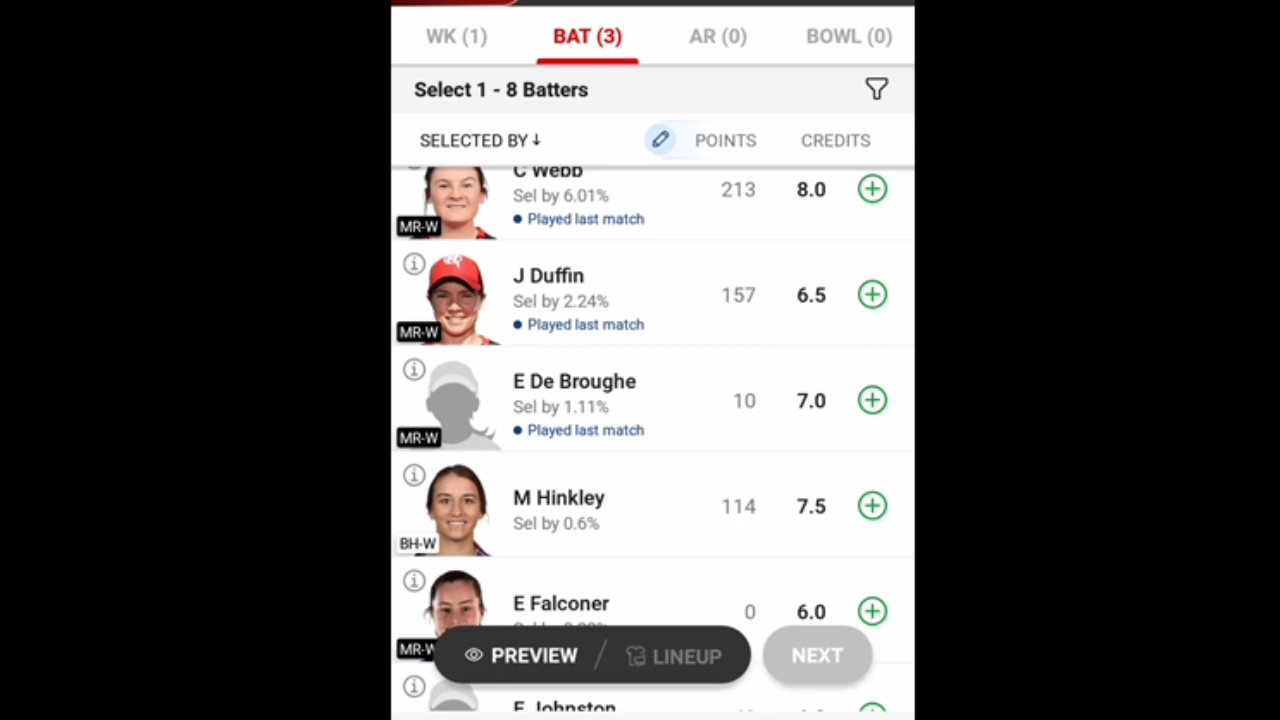 WK (1) BAT (3) AR (0) BOWL (0)
Select 1 - 8 Batters
SELECTED BY↓ POINTS CREDITS
C Webb
213 8.0
Sel by 6.01%
MR-W
Played last match
J Duffin
157 6.5
Sel by 2.24%
MR-W
Played last match
E De Broughe
10 7.0
Sel by 1.11%
MR-W
Played last match
M Hinkley
114 7.5
Sel by 0.6%
BH-W
E Falconer
0 6.0
MR-W
PREVIEW / LINEUP NEXT
E Johnston